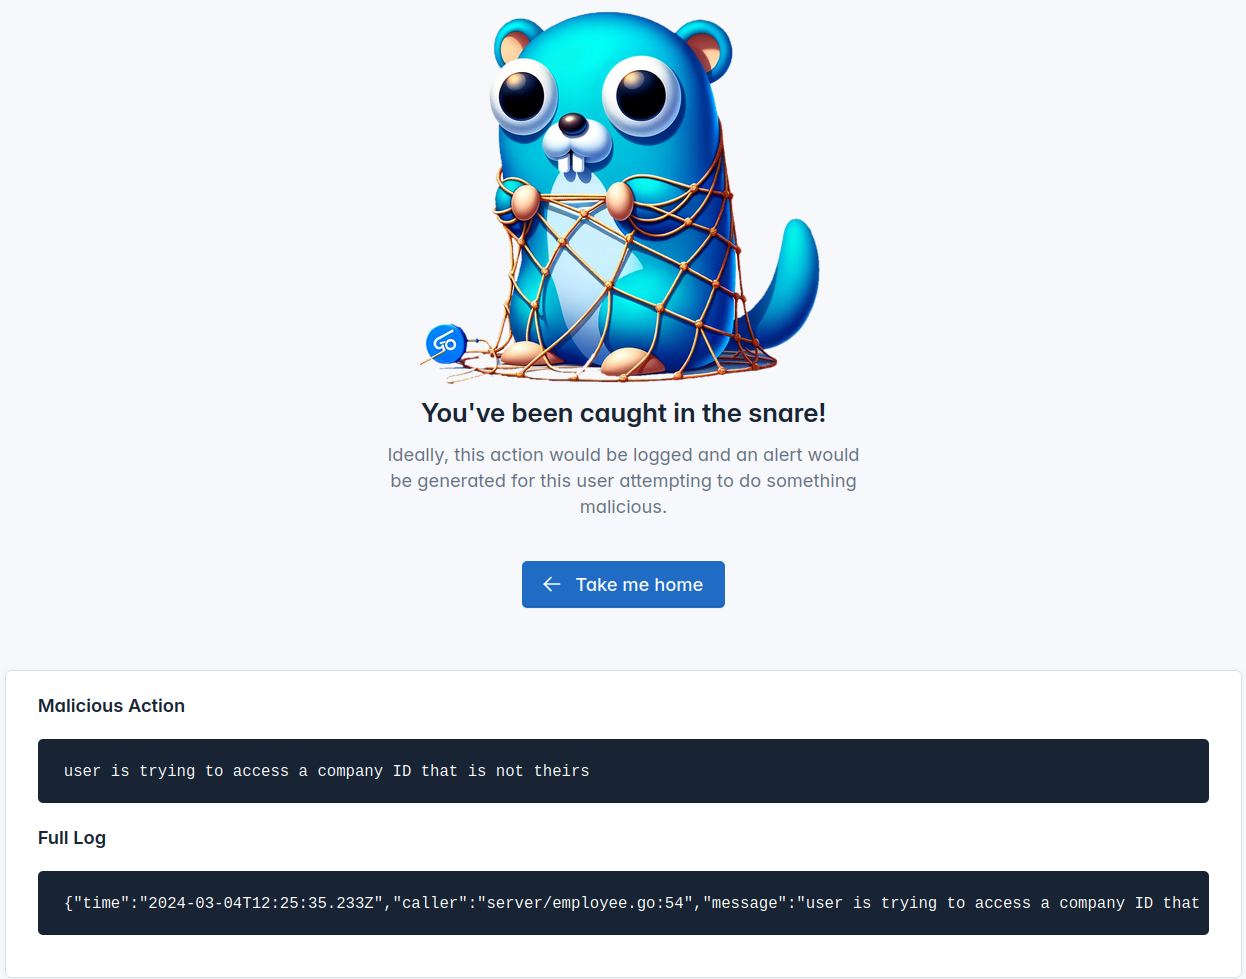 GO
You've been caught in the snare!
Ideally, this action would be logged and an alert would
be generated for this user attempting to do something
malicious.
Take me home
Malicious Action
user is trying to access a company ID that is not theirs
Full Log
{"time":"2024-03-04T12:25:35.233Z","caller":"server/employee.go:54","message":"user is trying to access a company ID that